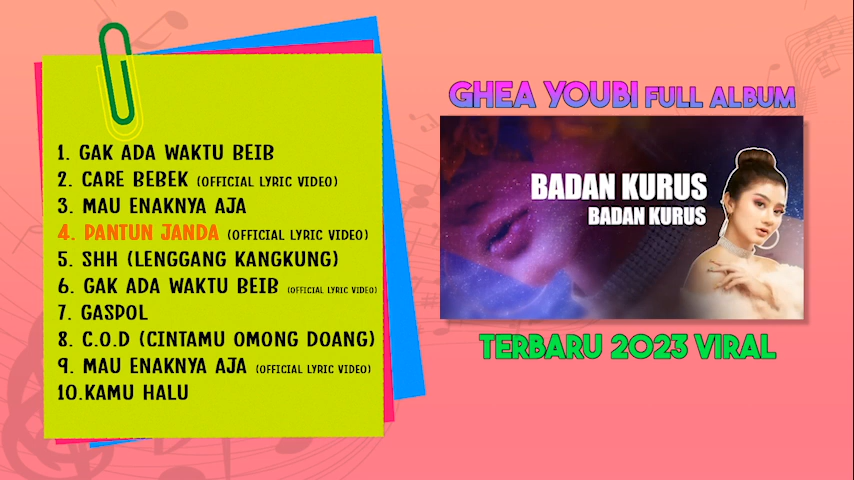 1. GAK ADA WAKTU BEIB
2. CARE BEBEK (OFFICIAL LYRIC VIDEO)
3. MAU ENAKNYA AJA
4. PANTUN JANDA (OFFICIAL LYRIC VIDEO)
5. SHH (LENGGANG KANGKUNG)
6. GAK ADA WAKTU BEIB (OFFICIAL LYRIC VIDEO)
7. GASPOL
8. C.O.D (CINTAMU OMONG DOANG)
9. MAU ENAKNYA AJA (OFFICIAL LYRIC VIDEO)
10.KAMU HALU
GHEA YOUBI FULL ALBUM
BADAN KURUS
BADAN KURUS
TERBARU 2023 VIRAL